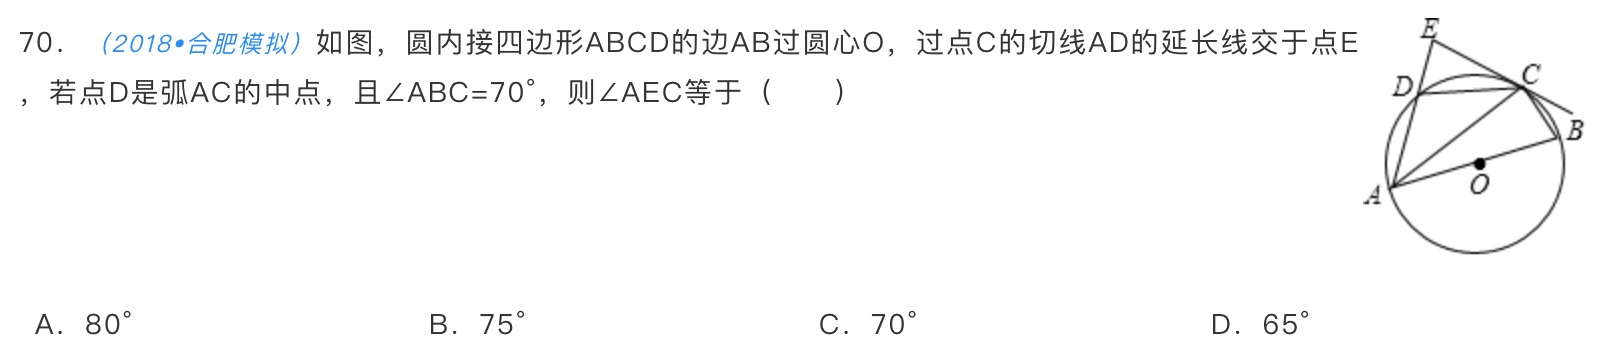 70. （2018•合肥模拟）如图，圆内接四边形ABCD的边AB过圆心O，过点C的切线AD的延长线交于点E
，若点D是弧AC的中点，且∠ABC=70°，则∠AEC等于（　　）
E
D
C
B
A
O
A. 80°
B. 75°
C. 70°
D. 65°